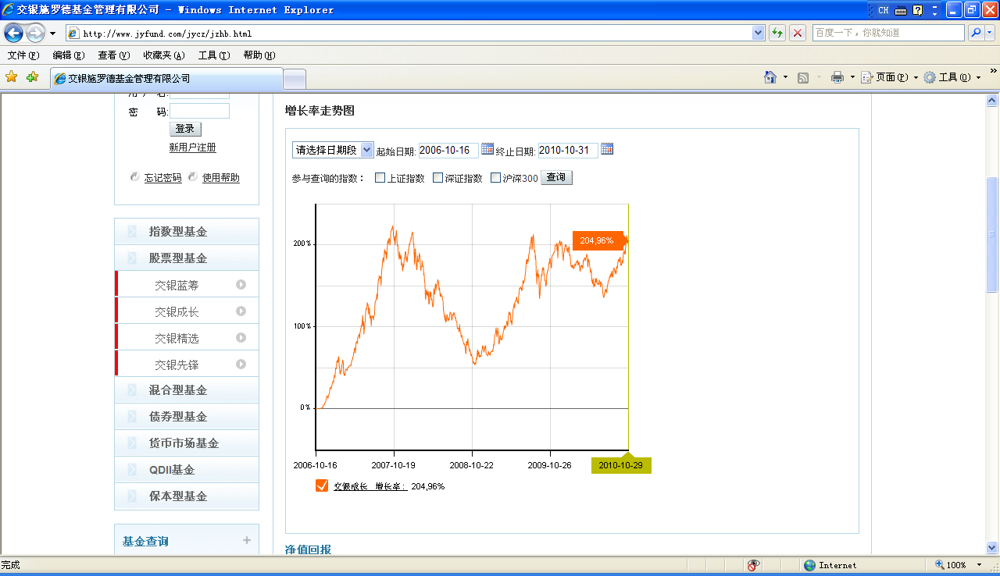 交银施罗德基金管理有限公司 - Windows Internet Explorer
CH
http://www.jyfund.com/jycz/jzhb.html
百度一下，你就知道
文件(F) 编辑(E) 查看(V) 收藏夹(A) 工具(T) 帮助(H)
交银施罗德基金管理有限公司
页面(P) 工具(O)
密 码:
登录
新用户注册
忘记密码 使用帮助
指数型基金
股票型基金
交银蓝筹
交银成长
交银精选
交银先锋
混合型基金
债券型基金
货币市场基金
QDII基金
保本型基金
基金查询
增长率走势图
请选择日期段 起始日期: 2006-10-16 终止日期: 2010-10-31
参与查询的指数： 上证指数 深证指数 沪深300 查询
204,96%
200%
100%
0%
2006-10-16 2007-10-19 2008-10-22 2009-10-26 2010-10-29
交银成长 增长率: 204,96%
净值回报
完成
Internet
100%